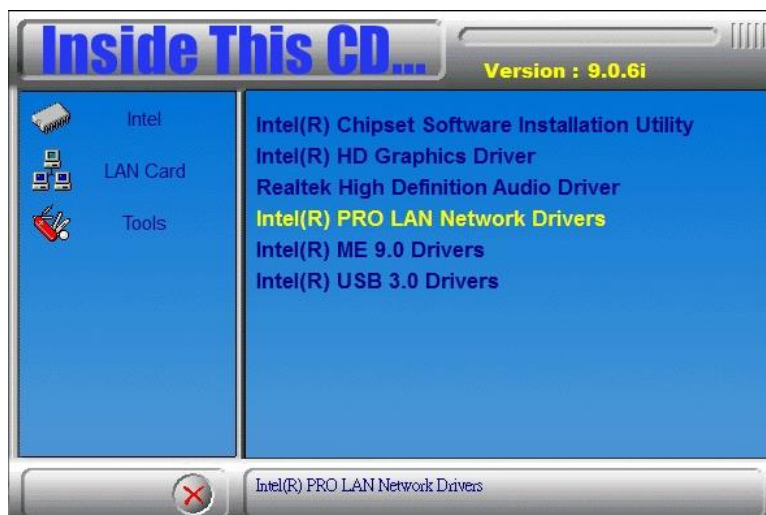 Inside This CD...
Version : 9.0.6i
Intel
LAN Card
Tools
Intel(R) Chipset Software Installation Utility
Intel(R) HD Graphics Driver
Realtek High Definition Audio Driver
Intel(R) PRO LAN Network Drivers
Intel(R) ME 9.0 Drivers
Intel(R) USB 3.0 Drivers
Intel(R) PRO LAN Network Drivers